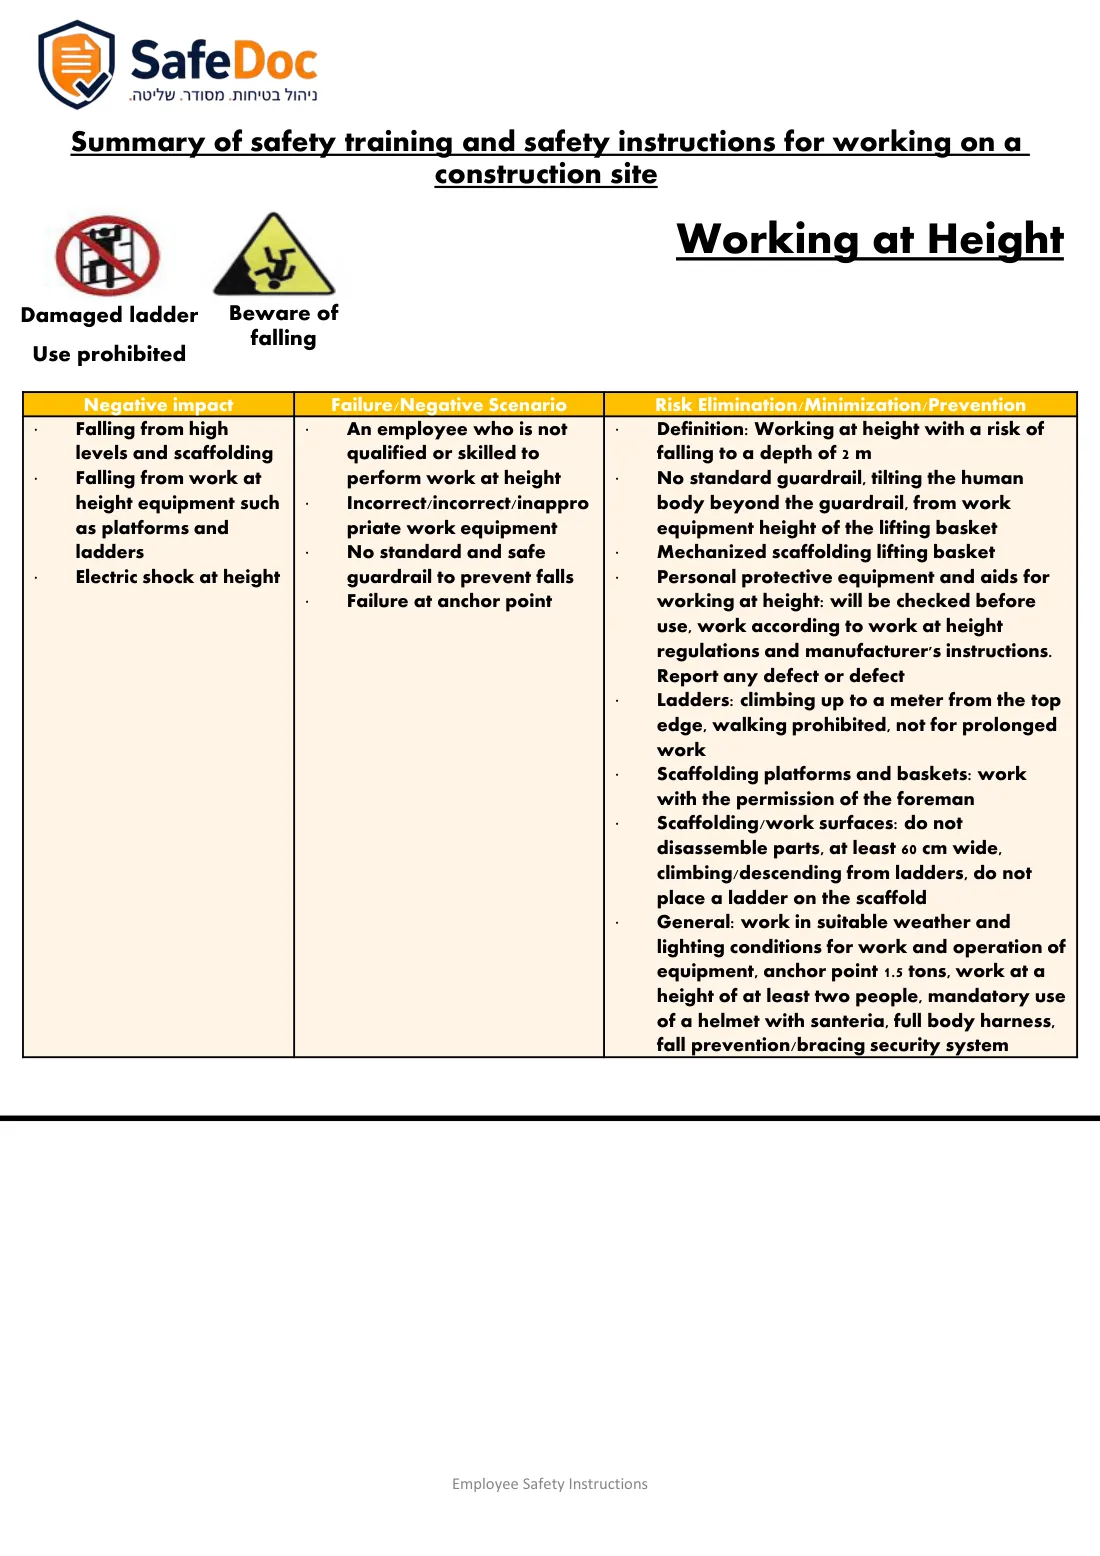 SafeDoc
ניהול בטיחות. מסודר. שליטה.
Summary of safety training and safety instructions for working on a
construction site
Working at Height
Damaged ladder
Use prohibited
Beware of
falling
Negative impact
· Falling from high
levels and scaffolding
· Falling from work at
height equipment such
as platforms and
ladders
· Electric shock at height
Failure/Negative Scenario
· An employee who is not
qualified or skilled to
perform work at height
· Incorrect/incorrect/inappro
priate work equipment
· No standard and safe
guardrail to prevent falls
· Failure at anchor point
Risk Elimination/Minimization/Prevention
· Definition: Working at height with a risk of
falling to a depth of 2 m
· No standard guardrail, tilting the human
body beyond the guardrail, from work
equipment height of the lifting basket
· Mechanized scaffolding lifting basket
· Personal protective equipment and aids for
working at height: will be checked before
use, work according to work at height
regulations and manufacturer's instructions.
Report any defect or defect
· Ladders: climbing up to a meter from the top
edge, walking prohibited, not for prolonged
work
· Scaffolding platforms and baskets: work
with the permission of the foreman
· Scaffolding/work surfaces: do not
disassemble parts, at least 60 cm wide,
climbing/descending from ladders, do not
place a ladder on the scaffold
· General: work in suitable weather and
lighting conditions for work and operation of
equipment, anchor point 1.5 tons, work at a
height of at least two people, mandatory use
of a helmet with santeria, full body harness,
fall prevention/bracing security system
Employee Safety Instructions